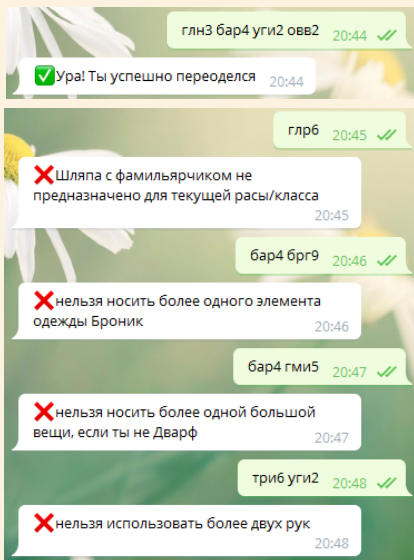 глн3 бар4 уги2 овв2 20:44
✅Ура! Ты успешно переоделся 20:44
глр6 20:45
❌Шляпа с фамильярчиком не
предназначено для текущей расы/класса
20:45
бар4 брг9 20:46
❌нельзя носить более одного элемента
одежды Броник 20:46
бар4 гми5 20:47
❌нельзя носить более одной большой
вещи, если ты не Дварф 20:47
три6 уги2 20:48
❌нельзя использовать более двух рук
20:48